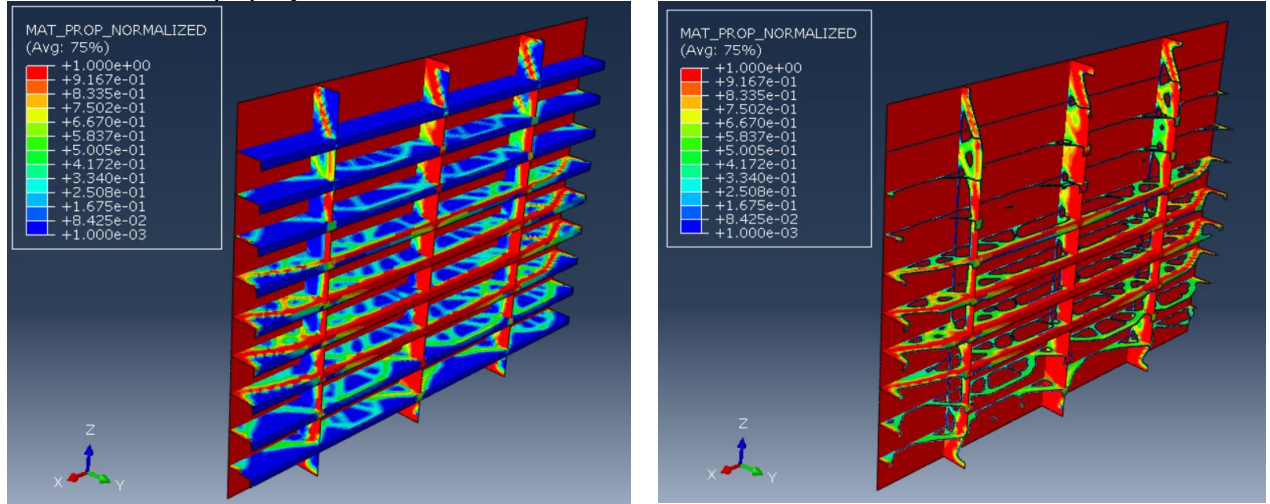 MAT_PROP_NORMALIZED
(Avg: 75%)
+1.000e+00
+9.167e-01
+8.335e-01
+7.502e-01
+6.670e-01
+5.837e-01
+5.005e-01
+4.172e-01
+3.340e-01
+2.508e-01
+1.675e-01
+8.425e-02
+1.000e-03
Z
X
Y
MAT_PROP_NORMALIZED
(Avg: 75%)
+1.000e+00
+9.167e-01
+8.335e-01
+7.502e-01
+6.670e-01
+5.837e-01
+5.005e-01
+4.172e-01
+3.340e-01
+2.508e-01
+1.675e-01
+8.425e-02
+1.000e-03
Z
X
Y